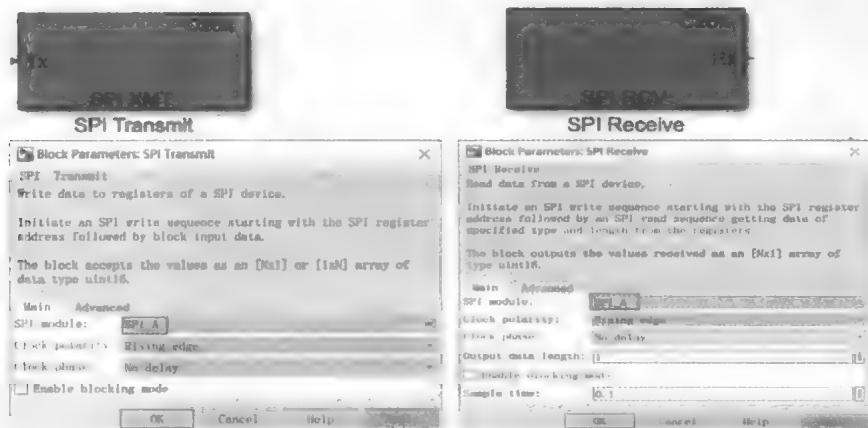 Tx
SPI XMT
SPI Transmit
Block Parameters: SPI Transmit
SPI Transmit
Write data to registers of a SPI device.
Initiate an SPI write sequence starting with the SPI register
address followed by block input data.
The block accepts the values as an [Nx1] or [1xN] array of
data type uint16.
Main Advanced
SPI module: SPI_A
Clock polarity: Rising edge
Clock phase: No delay
Enable blocking mode
OK Cancel Help
Rx
SPI RCV
SPI Receive
Block Parameters: SPI Receive
SPI Receive
Read data from a SPI device.
Initiate an SPI write sequence starting with the SPI register
address followed by an SPI read sequence getting data of
specified type and length from the registers
The block outputs the values received as an [Nx1] array of
type uint16.
Main Advanced
SPI module: SPI_A
Clock polarity: Rising edge
Clock phase: No delay
Output data length: 1
Enable blocking mode
Sample time: 0.1
OK Cancel Help